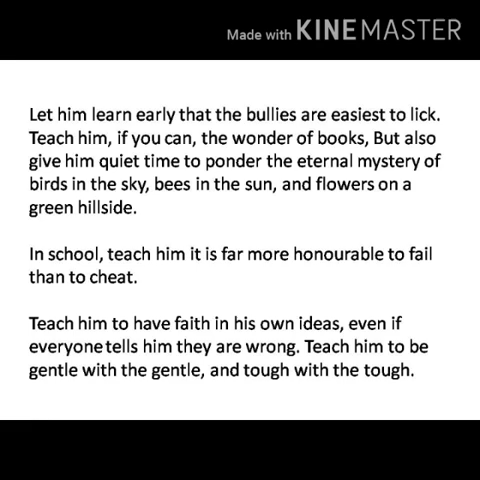 Made with KINEMASTER
Let him learn early that the bullies are easiest to lick.
Teach him, if you can, the wonder of books, But also
give him quiet time to ponder the eternal mystery of
birds in the sky, bees in the sun, and flowers on a
green hillside.
In school, teach him it is far more honourable to fail
than to cheat.
Teach him to have faith in his own ideas, even if
everyone tells him they are wrong. Teach him to be
gentle with the gentle, and tough with the tough.